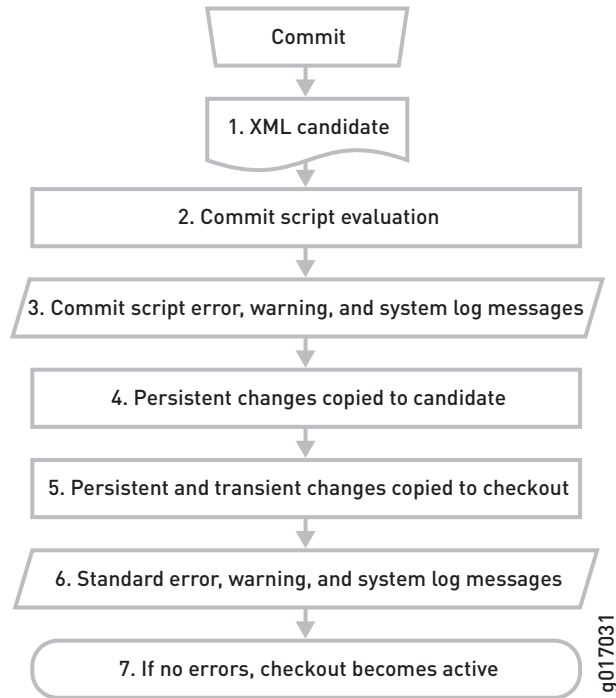 Commit
1. XML candidate
2. Commit script evaluation
3. Commit script error, warning, and system log messages
4. Persistent changes copied to candidate
5. Persistent and transient changes copied to checkout
6. Standard error, warning, and system log messages
7. If no errors, checkout becomes active
g017031